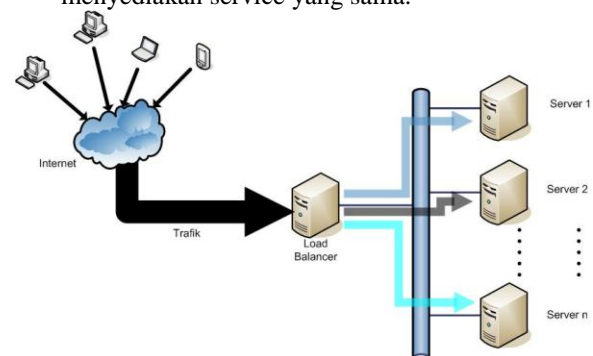 menyediakan service yang sama.
Internet
Trafik
Load
Balancer
Server 1
Server 2
Server n